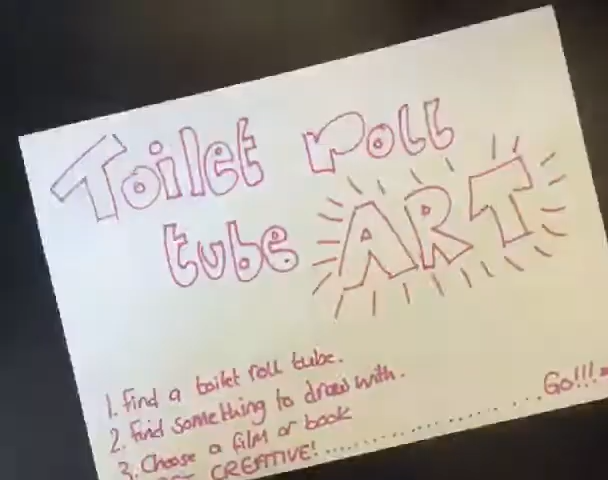 Toilet roll
tube ART
1. Find a toilet roll tube.
2. Find something to draw with.
3. Choose a film or book
CREATIVE!.................... Go!!!